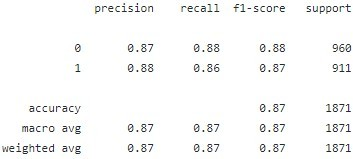 precision recall f1-score support
0 0.87 0.88 0.88 960
1 0.88 0.86 0.87 911
accuracy 0.87 1871
macro avg 0.87 0.87 0.87 1871
weighted avg 0.87 0.87 0.87 1871